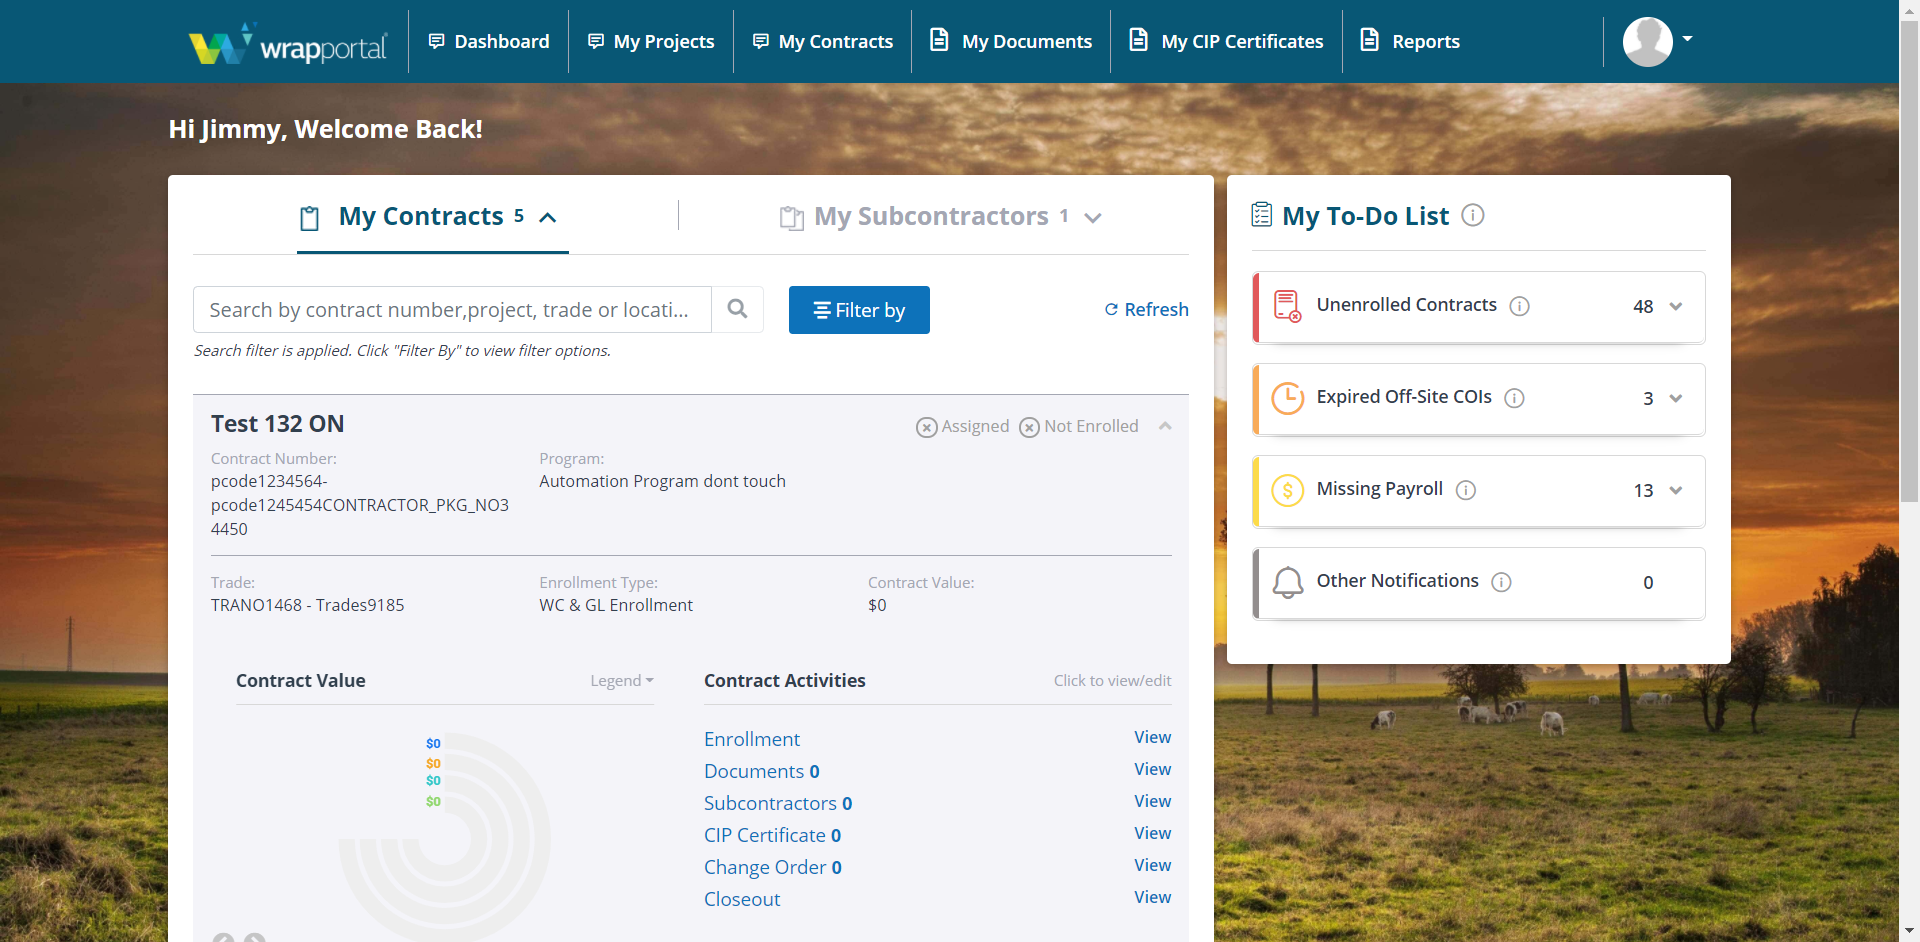 wrapportal
Dashboard
My Projects
My Contracts
My Documents
My CIP Certificates
Reports
Hi Jimmy, Welcome Back!
My Contracts 5
My Subcontractors 1
Search by contract number,project, trade or locati...
Filter by
Refresh
Search filter is applied. Click "Filter By" to view filter options.
Test 132 ON
Assigned
Not Enrolled
Contract Number:
pcode1234564-
pcode1245454CONTRACTOR_PKG_NO3
4450
Program:
Automation Program dont touch
Trade:
TRANO1468 - Trades9185
Enrollment Type:
WC & GL Enrollment
Contract Value:
$0
Contract Value
Legend
$0
$0
$0
$0
Contract Activities
Click to view/edit
Enrollment View
Documents 0 View
Subcontractors 0 View
CIP Certificate 0 View
Change Order 0 View
Closeout View
My To-Do List
Unenrolled Contracts 48
Expired Off-Site COIs 3
Missing Payroll 13
Other Notifications 0